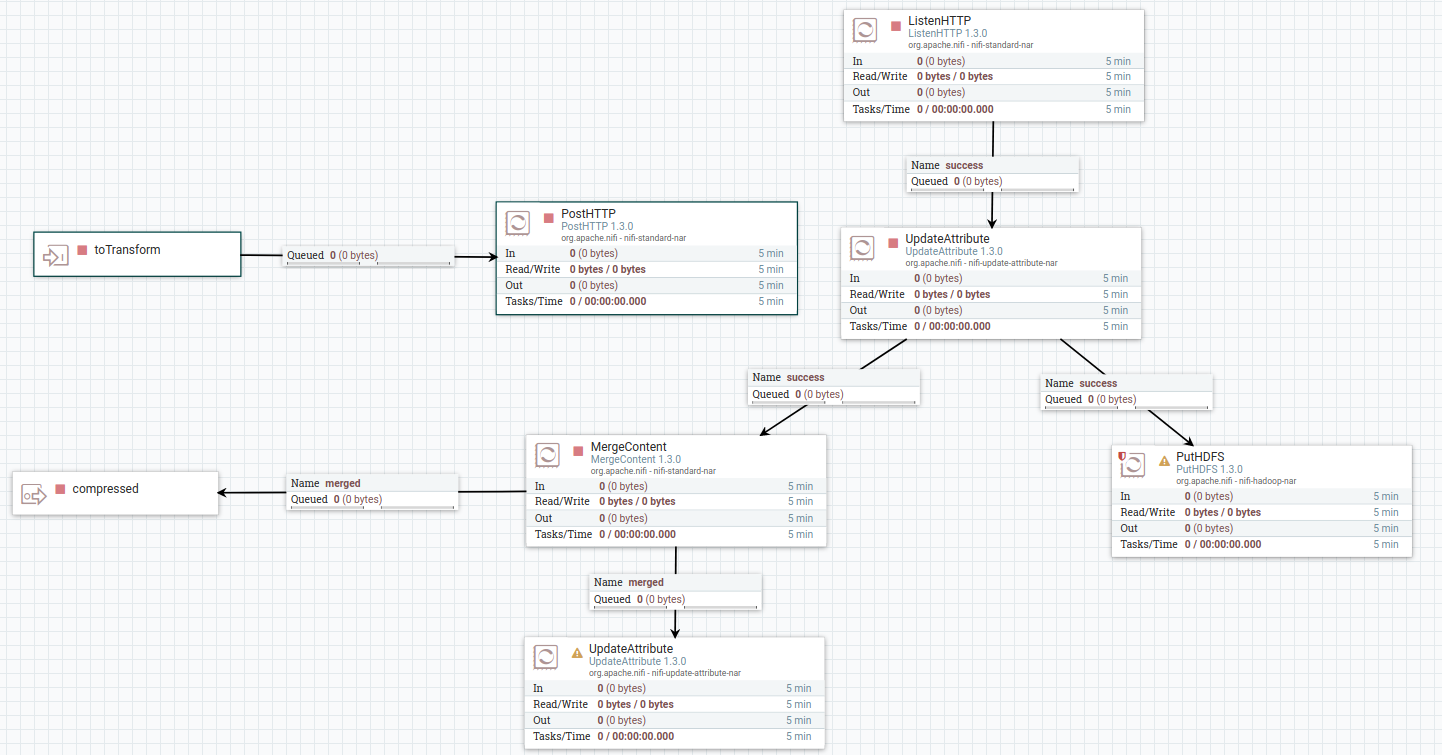 ListenHTTP
ListenHTTP 1.3.0
org.apache.nifi - nifi-standard-nar
In 0 (0 bytes) 5 min
Read/Write 0 bytes / 0 bytes 5 min
Out 0 (0 bytes) 5 min
Tasks/Time 0 / 00:00:00.000 5 min
Name success
Queued 0 (0 bytes)
toTransform
Queued 0 (0 bytes)
PostHTTP
PostHTTP 1.3.0
org.apache.nifi - nifi-standard-nar
In 0 (0 bytes) 5 min
Read/Write 0 bytes / 0 bytes 5 min
Out 0 (0 bytes) 5 min
Tasks/Time 0 / 00:00:00.000 5 min
UpdateAttribute
UpdateAttribute 1.3.0
org.apache.nifi - nifi-update-attribute-nar
In 0 (0 bytes) 5 min
Read/Write 0 bytes / 0 bytes 5 min
Out 0 (0 bytes) 5 min
Tasks/Time 0 / 00:00:00.000 5 min
Name success
Queued 0 (0 bytes)
Name success
Queued 0 (0 bytes)
MergeContent
MergeContent 1.3.0
org.apache.nifi - nifi-standard-nar
In 0 (0 bytes) 5 min
Read/Write 0 bytes / 0 bytes 5 min
Out 0 (0 bytes) 5 min
Tasks/Time 0 / 00:00:00.000 5 min
PutHDFS
PutHDFS 1.3.0
org.apache.nifi - nifi-hadoop-nar
In 0 (0 bytes) 5 min
Read/Write 0 bytes / 0 bytes 5 min
Out 0 (0 bytes) 5 min
Tasks/Time 0 / 00:00:00.000 5 min
compressed
Name merged
Queued 0 (0 bytes)
Name merged
Queued 0 (0 bytes)
UpdateAttribute
UpdateAttribute 1.3.0
org.apache.nifi - nifi-update-attribute-nar
In 0 (0 bytes) 5 min
Read/Write 0 bytes / 0 bytes 5 min
Out 0 (0 bytes) 5 min
Tasks/Time 0 / 00:00:00.000 5 min